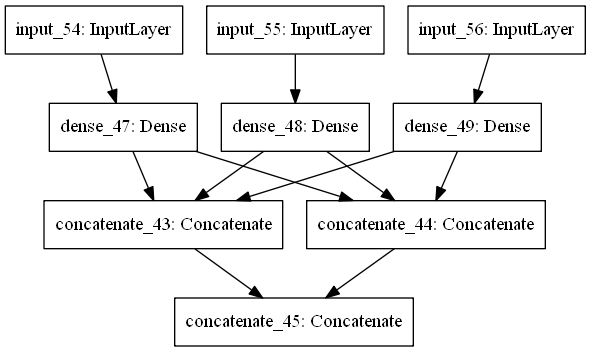 input_54: InputLayer
input_55: InputLayer
input_56: InputLayer
dense_47: Dense
dense_48: Dense
dense_49: Dense
concatenate_43: Concatenate
concatenate_44: Concatenate
concatenate_45: Concatenate